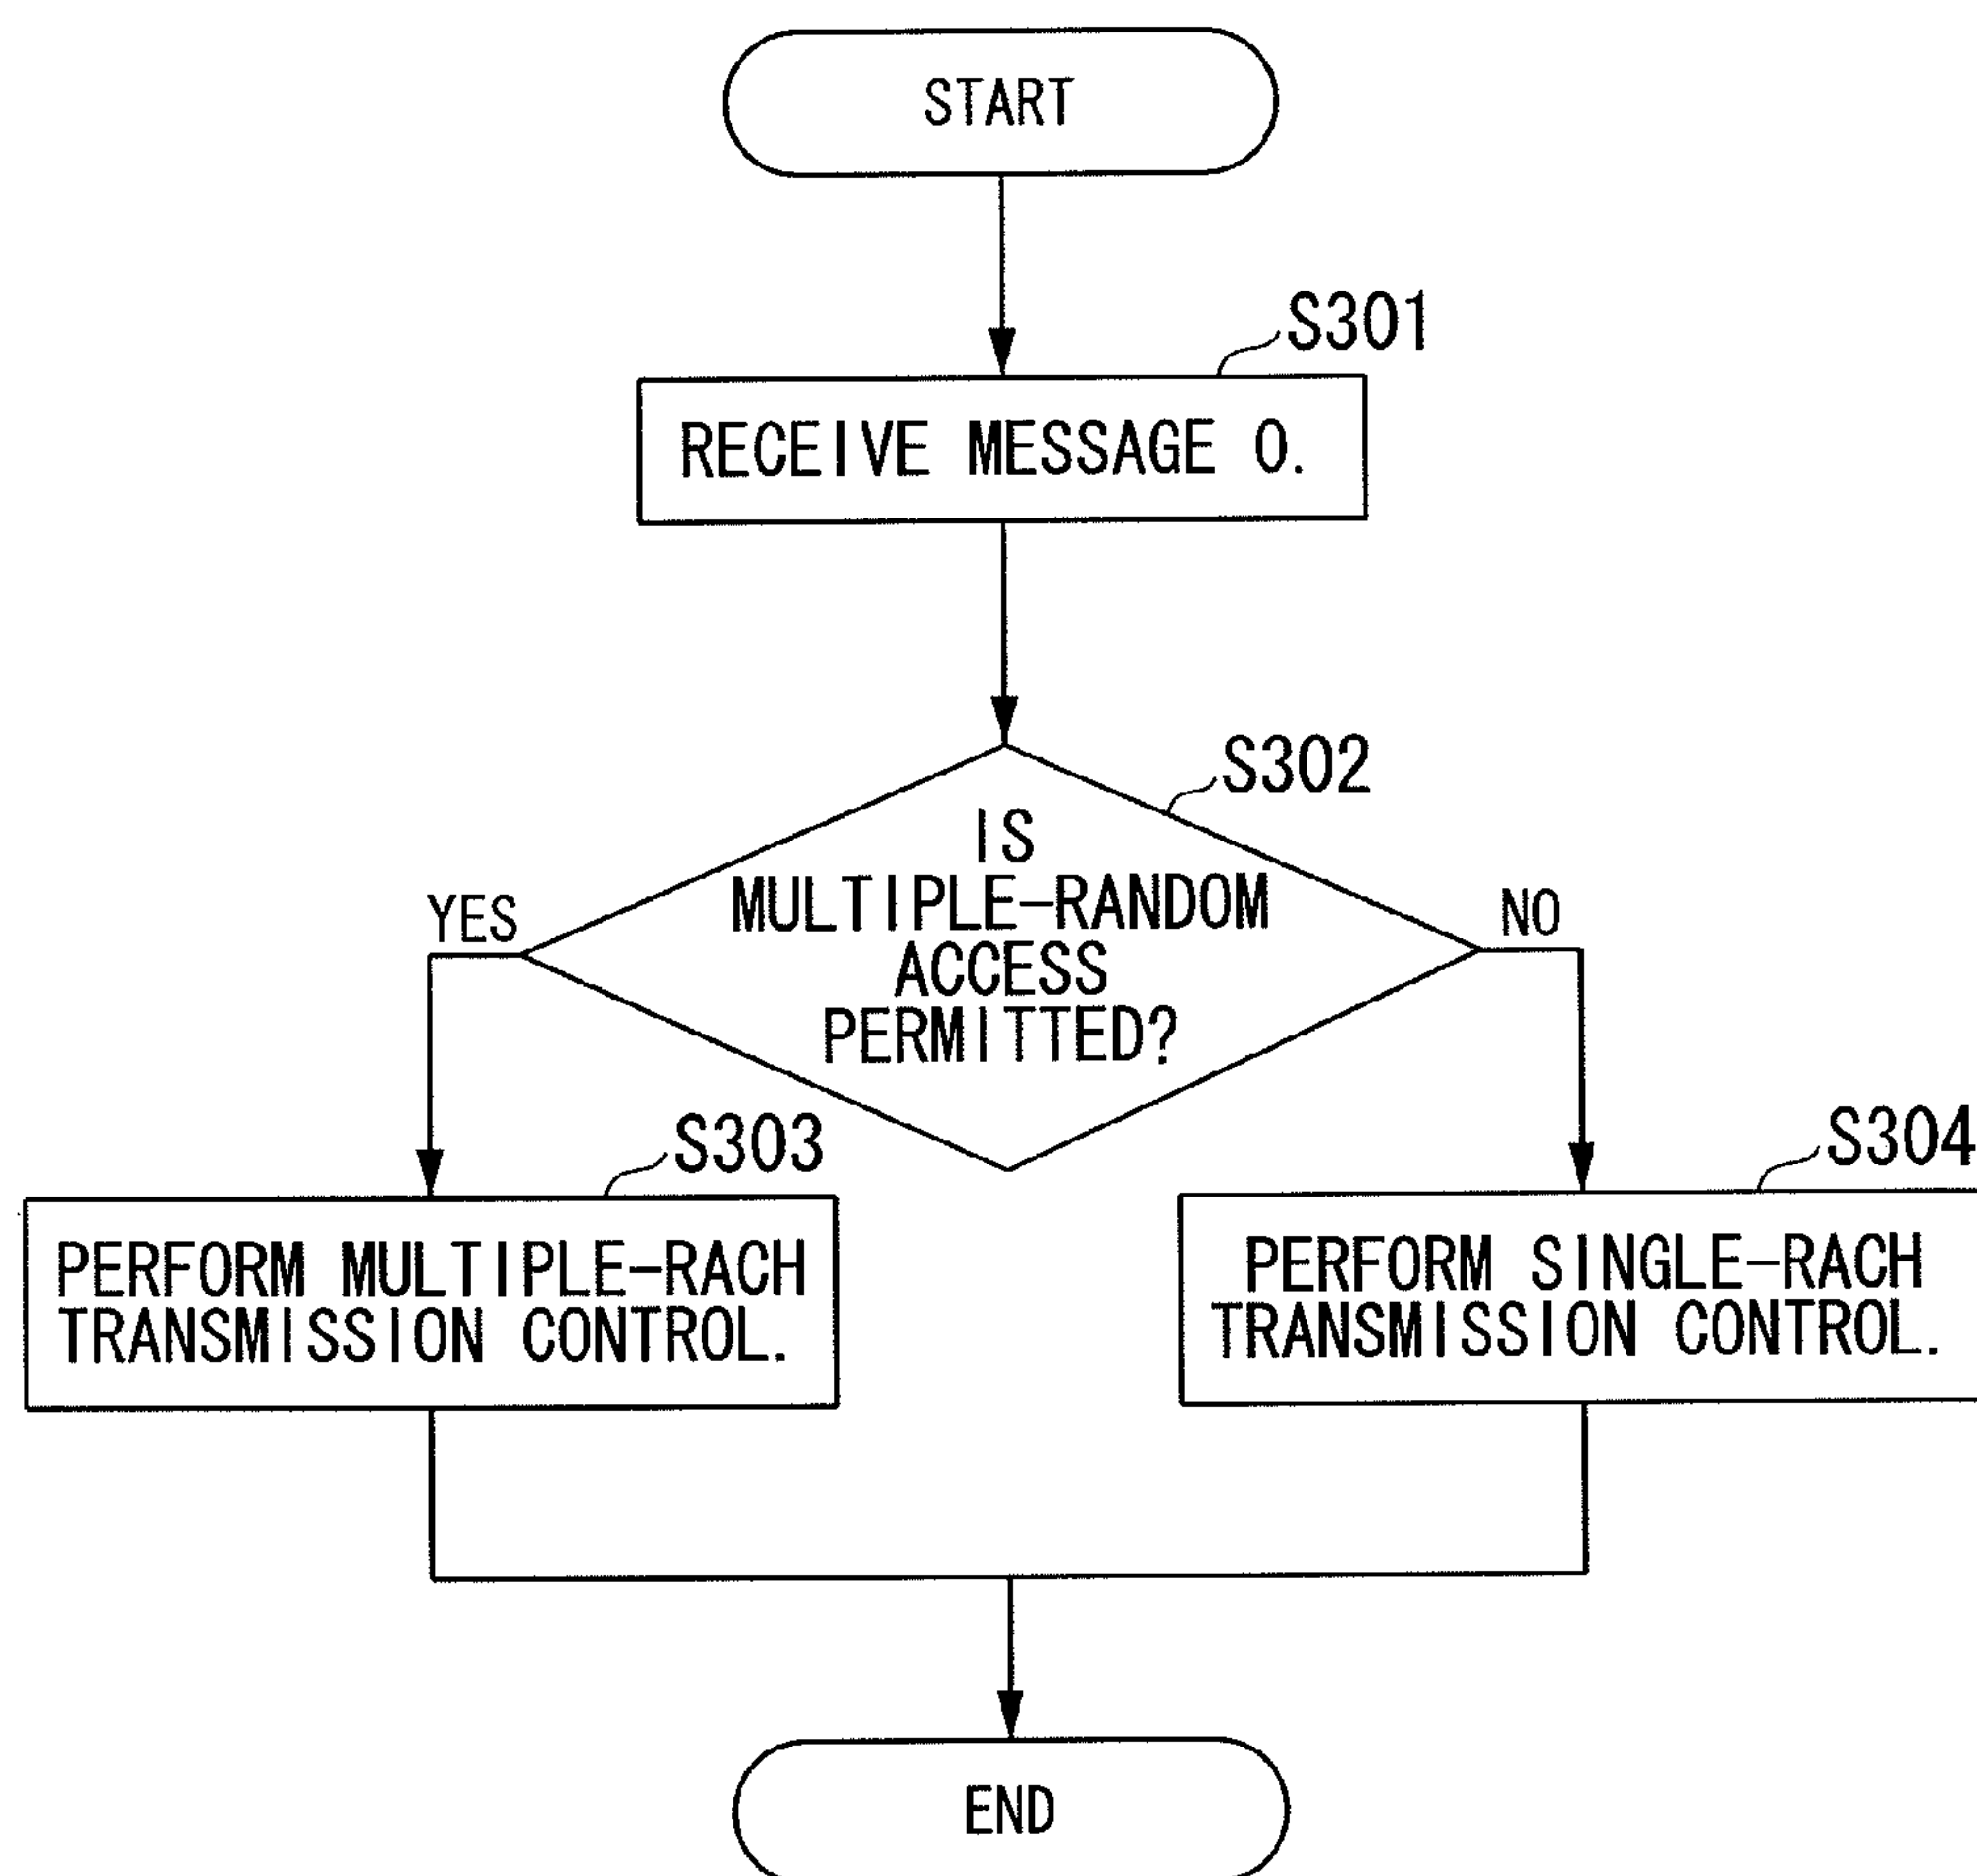 START
S301
RECEIVE MESSAGE 0.
S302
IS
MULTIPLE-RANDOM
ACCESS
PERMITTED?
YES
NO
S303
PERFORM MULTIPLE-RACH
TRANSMISSION CONTROL.
S304
PERFORM SINGLE-RACH
TRANSMISSION CONTROL.
END